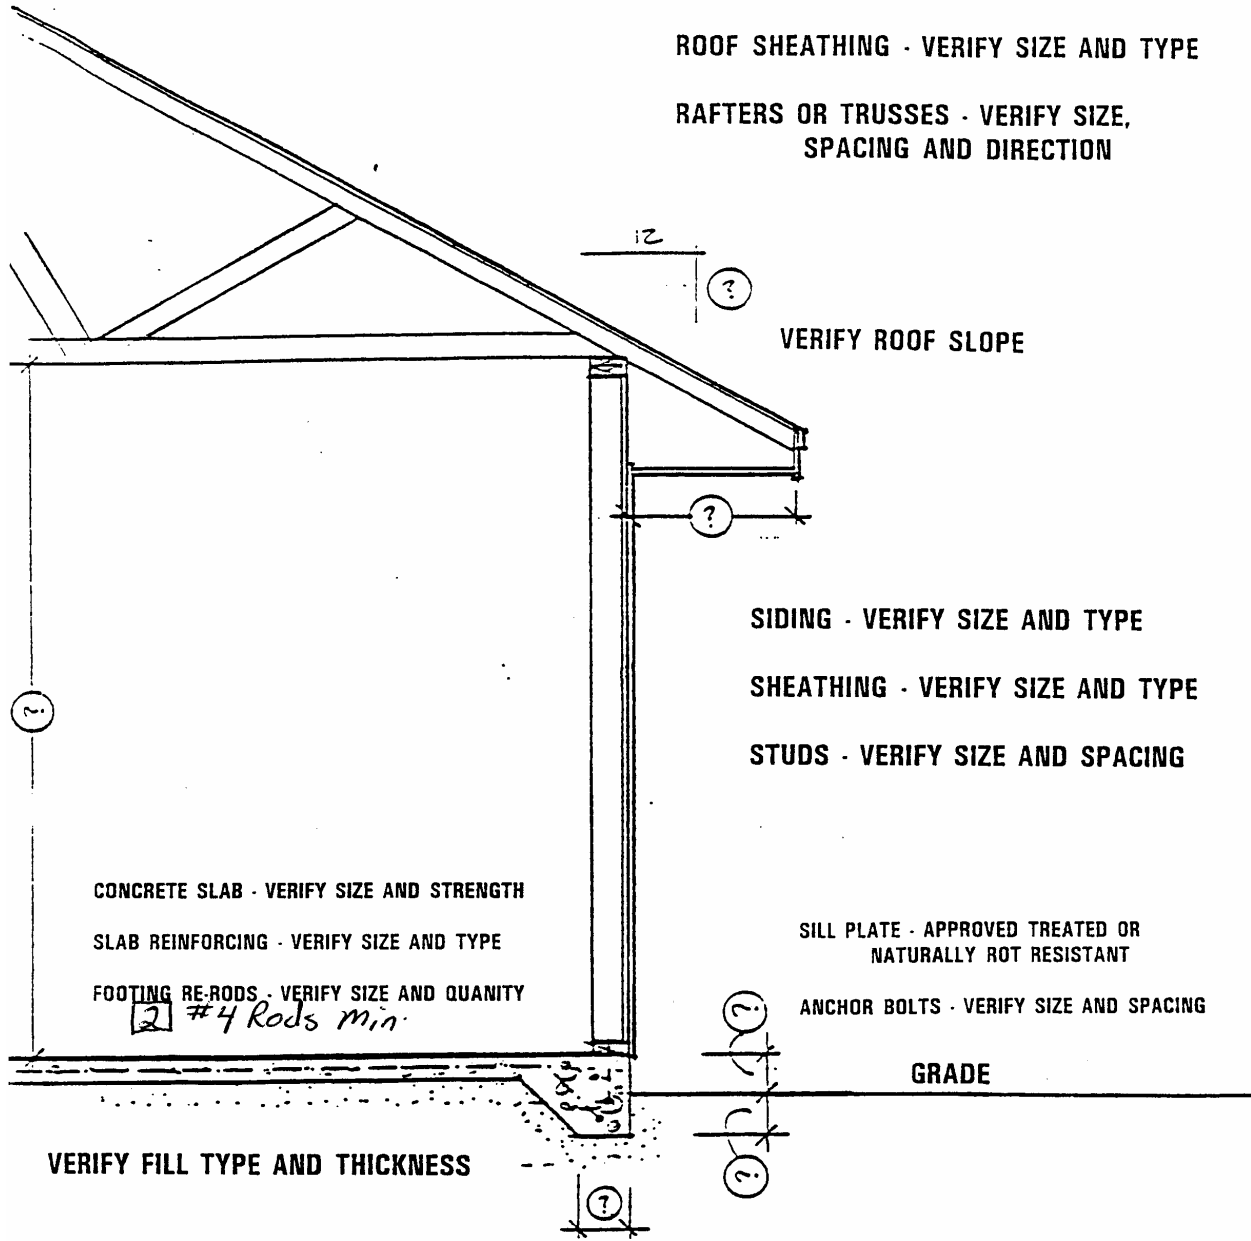 ROOF SHEATHING - VERIFY SIZE AND TYPE
RAFTERS OR TRUSSES - VERIFY SIZE,
SPACING AND DIRECTION
12
?
VERIFY ROOF SLOPE
?
SIDING - VERIFY SIZE AND TYPE
SHEATHING - VERIFY SIZE AND TYPE
STUDS - VERIFY SIZE AND SPACING
?
CONCRETE SLAB - VERIFY SIZE AND STRENGTH
SLAB REINFORCING - VERIFY SIZE AND TYPE
FOOTING RE-RODS - VERIFY SIZE AND QUANITY
2 #4 Rods Min.
SILL PLATE - APPROVED TREATED OR
NATURALLY ROT RESISTANT
?
ANCHOR BOLTS - VERIFY SIZE AND SPACING
GRADE
VERIFY FILL TYPE AND THICKNESS
?
?